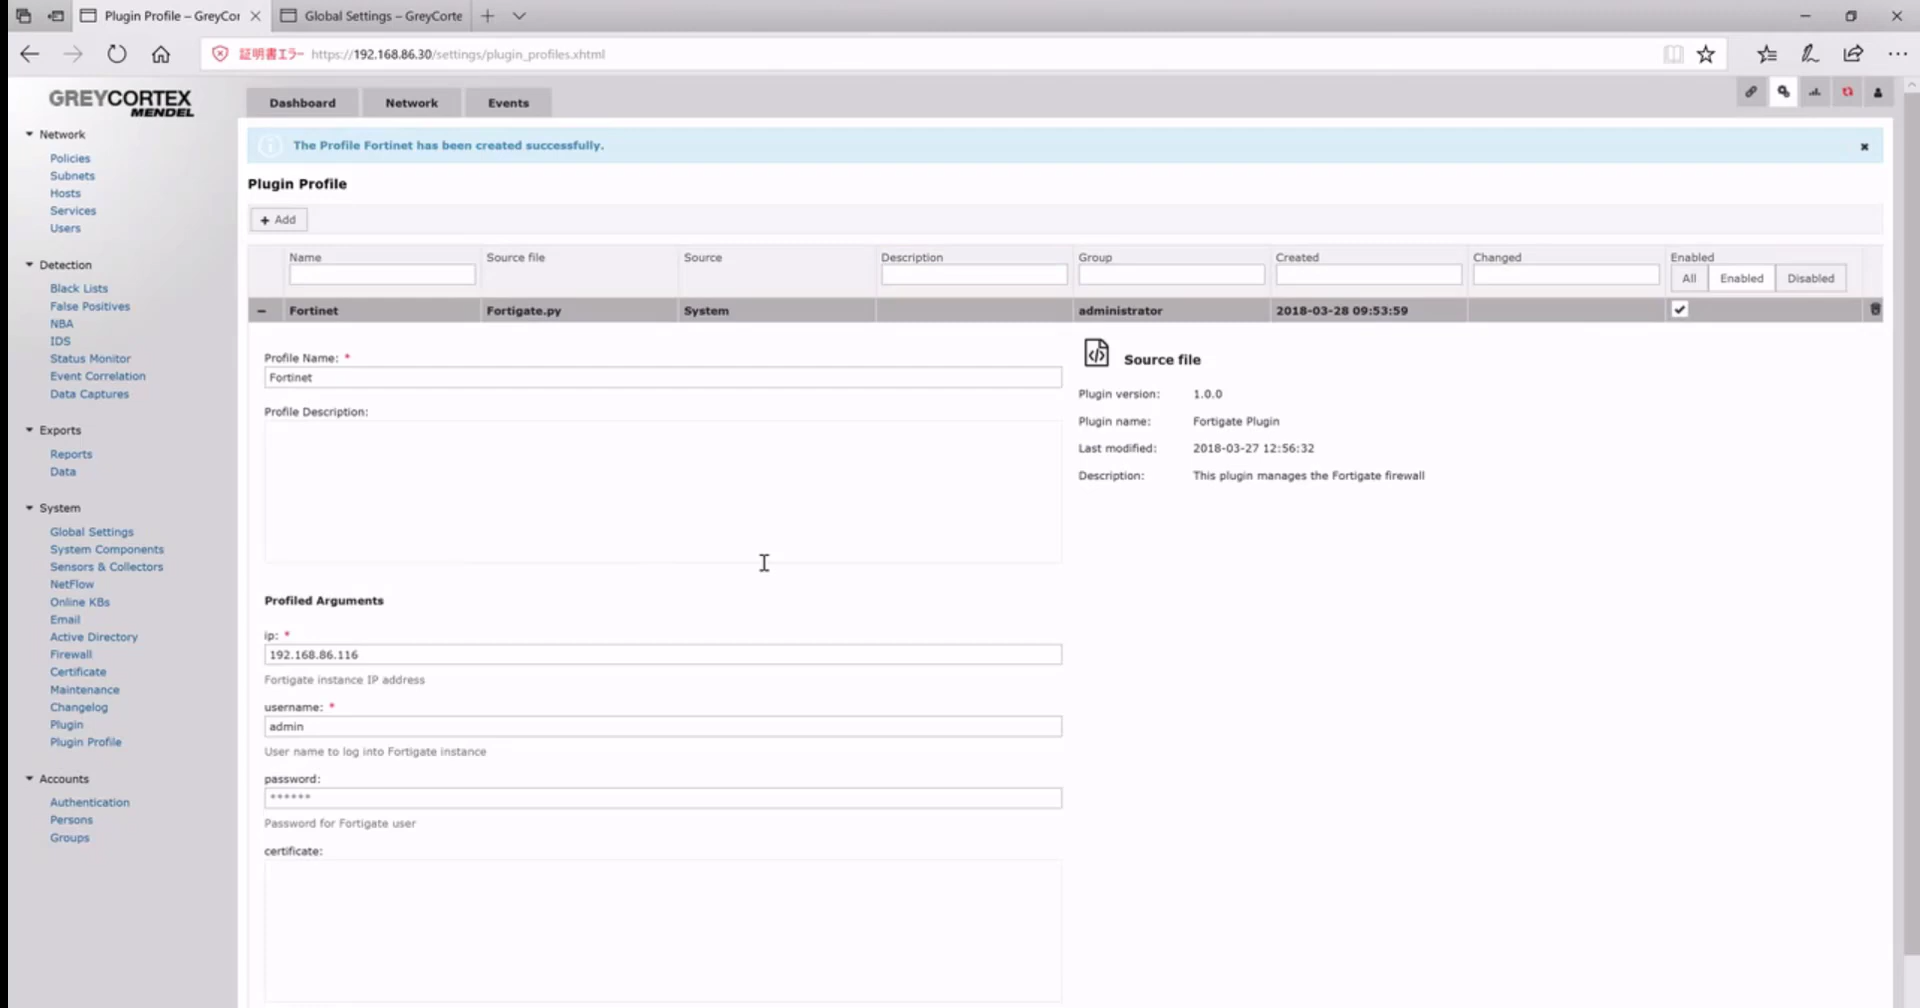 Plugin Profile – GreyCor
Global Settings – GreyCorte
証明書エラー https://192.168.86.30/settings/plugin_profiles.xhtml
GREYCORTEX
MENDEL
Dashboard Network Events
Network
Policies
Subnets
Hosts
Services
Users
Detection
Black Lists
False Positives
NBA
IDS
Status Monitor
Event Correlation
Data Captures
Exports
Reports
Data
System
Global Settings
System Components
Sensors & Collectors
NetFlow
Online KBs
Email
Active Directory
Firewall
Certificate
Maintenance
Changelog
Plugin
Plugin Profile
Accounts
Authentication
Persons
Groups
The Profile Fortinet has been created successfully.
Plugin Profile
+ Add
Name Source file Source Description Group Created Changed Enabled
All Enabled Disabled
Fortinet Fortigate.py System administrator 2018-03-28 09:53:59
Profile Name: *
Fortinet
Profile Description:
Profiled Arguments
ip: *
192.168.86.116
Fortigate instance IP address
username: *
admin
User name to log into Fortigate instance
password:
******
Password for Fortigate user
certificate:
Source file
Plugin version: 1.0.0
Plugin name: Fortigate Plugin
Last modified: 2018-03-27 12:56:32
Description: This plugin manages the Fortigate firewall